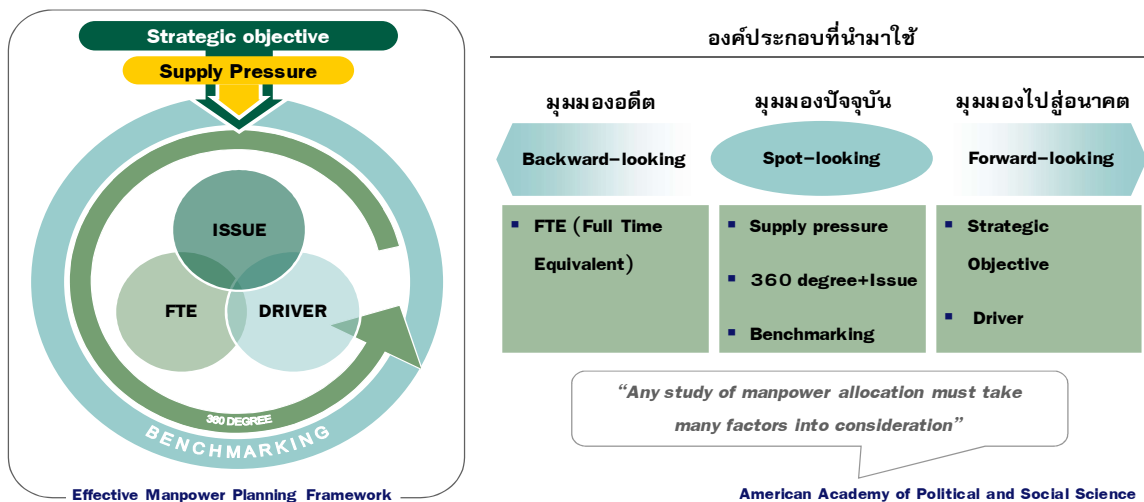 Strategic objective
Supply Pressure
ISSUE
FTE
DRIVER
360 DEGREE
BENCHMARKING
Effective Manpower Planning Framework
องค์ประกอบที่นำมาใช้
มุมมองอดีต
มุมมองปัจจุบัน
มุมมองไปสู่อนาคต
Backward-looking
Spot-looking
Forward-looking
▪ FTE (Full Time
Equivalent)
▪ Supply pressure
▪ 360 degree+Issue
▪ Benchmarking
▪ Strategic
Objective
▪ Driver
“Any study of manpower allocation must take
many factors into consideration”
American Academy of Political and Social Science